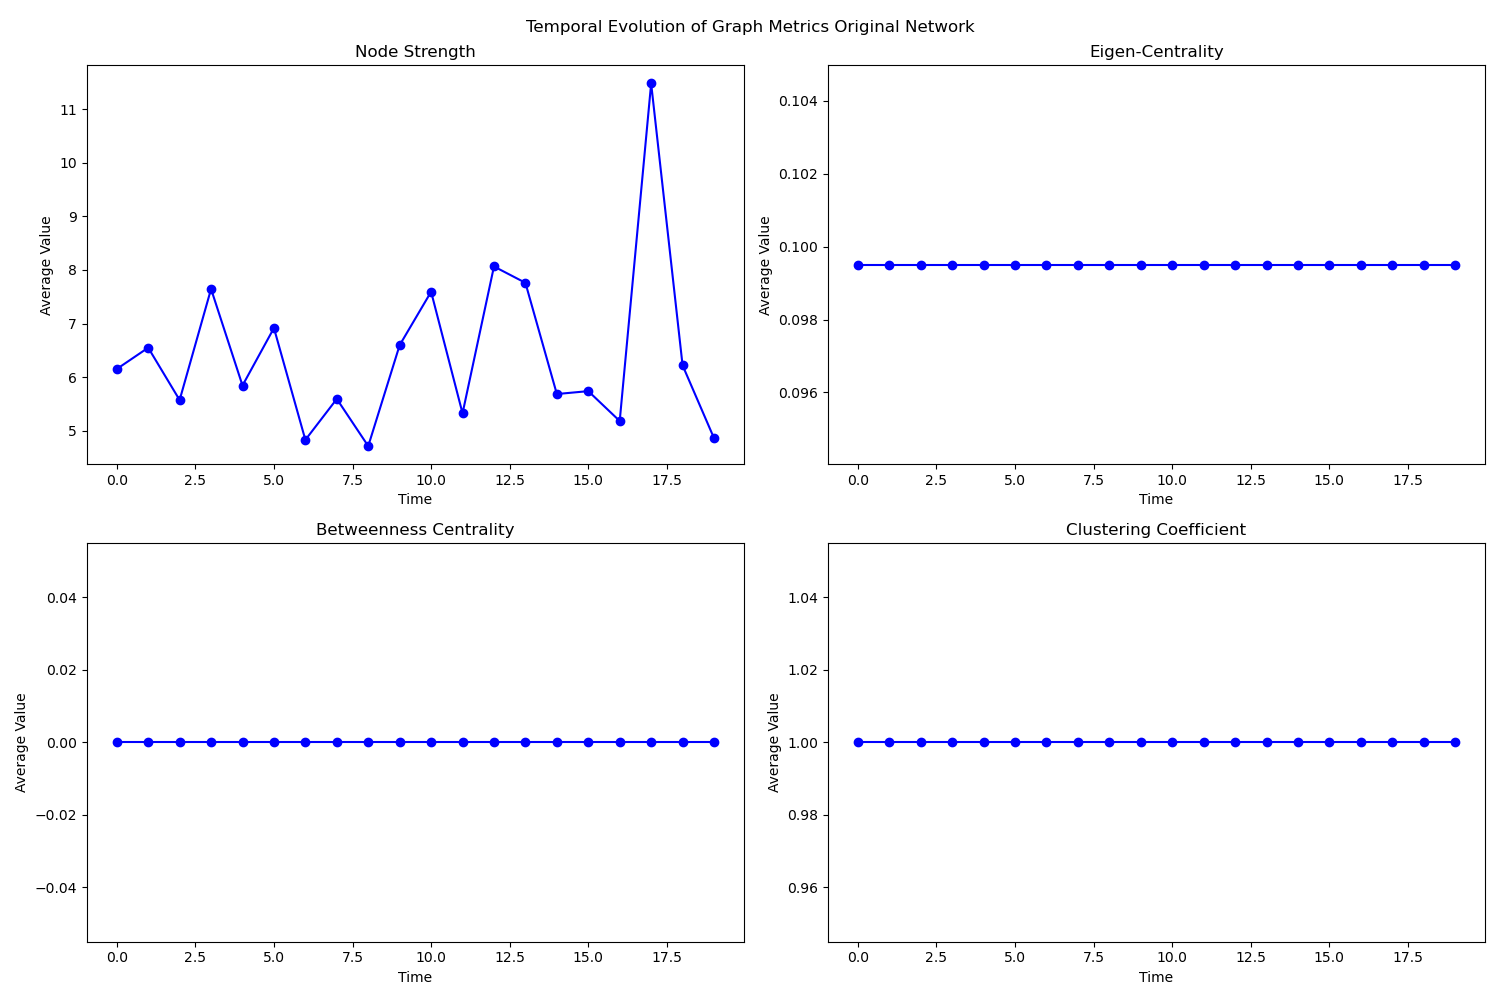 Temporal Evolution of Graph Metrics Original Network
Node Strength
Average Value
11
10
9
8
7
6
5
0.0 2.5 5.0 7.5 10.0 12.5 15.0 17.5
Time
Eigen-Centrality
Average Value
0.104
0.102
0.100
0.098
0.096
0.0 2.5 5.0 7.5 10.0 12.5 15.0 17.5
Time
Betweenness Centrality
Average Value
0.04
0.02
0.00
−0.02
−0.04
0.0 2.5 5.0 7.5 10.0 12.5 15.0 17.5
Time
Clustering Coefficient
Average Value
1.04
1.02
1.00
0.98
0.96
0.0 2.5 5.0 7.5 10.0 12.5 15.0 17.5
Time